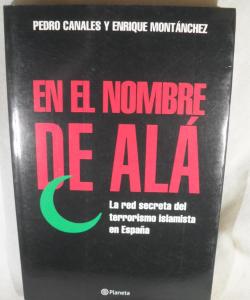 PEDRO CANALES Y ENRIQUE MONTÁNCHEZ
EN EL NOMBRE
DE ALÁ
La red secreta del
terrorismo islamista
en España
Planeta